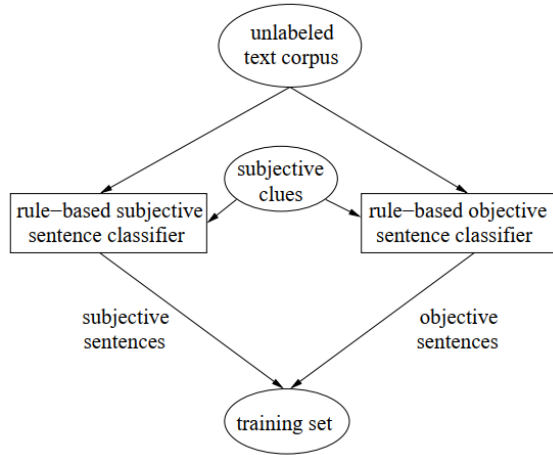 unlabeled
text corpus
subjective
clues
rule−based subjective
sentence classifier
rule−based objective
sentence classifier
subjective
sentences
objective
sentences
training set